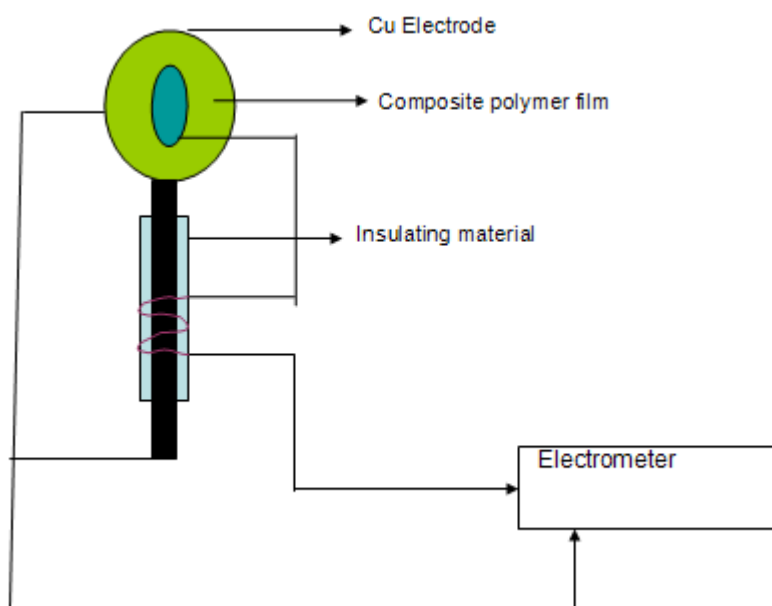 Cu Electrode
Composite polymer film
Insulating material
Electrometer